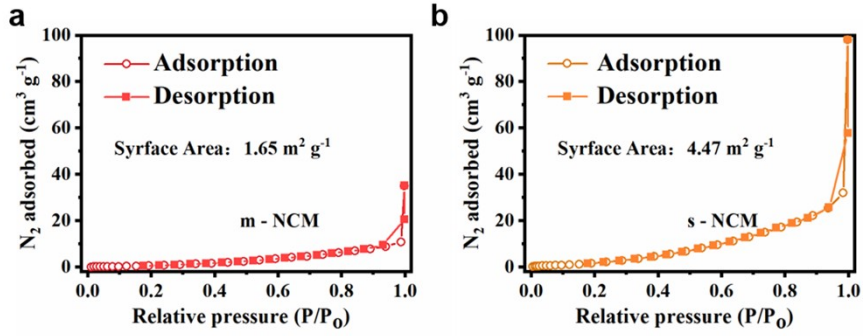 a
100
80
60
40
20
0
N₂ adsorbed (cm³ g⁻¹)
Adsorption
Desorption
Syrface Area: 1.65 m² g⁻¹
m - NCM
0.0 0.2 0.4 0.6 0.8 1.0
Relative pressure (P/P₀)
b
100
80
60
40
20
0
N₂ adsorbed (cm³ g⁻¹)
Adsorption
Desorption
Syrface Area: 4.47 m² g⁻¹
s - NCM
0.0 0.2 0.4 0.6 0.8 1.0
Relative pressure (P/P₀)